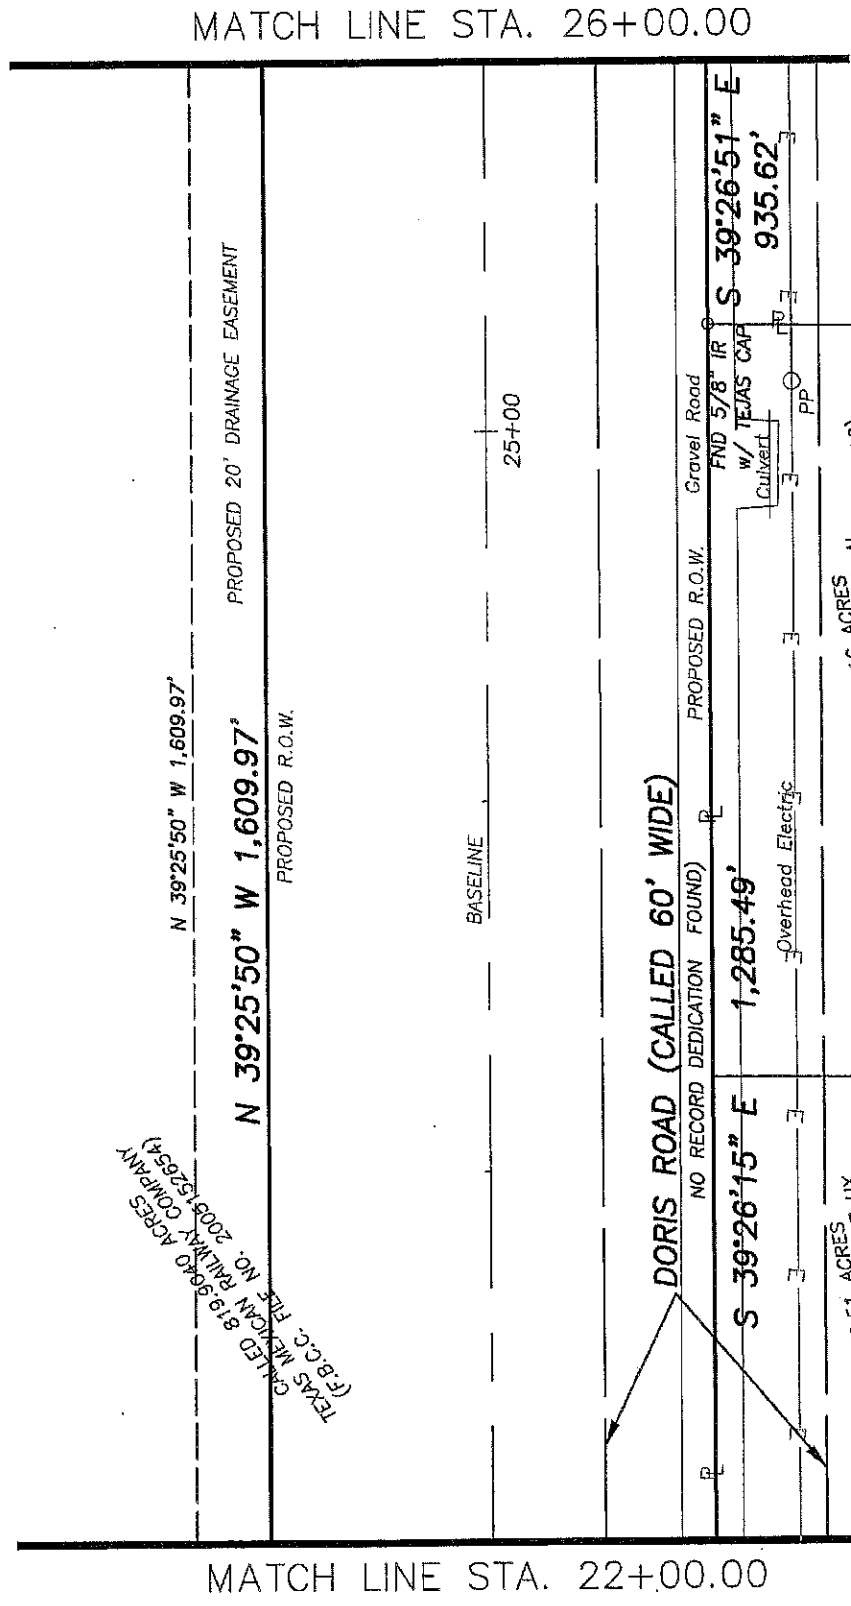 MATCH LINE STA. 26+00.00
N 39°25'50" W 1,609.97'
PROPOSED 20' DRAINAGE EASEMENT
N 39°25'50" W 1,609.97'
PROPOSED R.O.W.
CALLED 819.9640 ACRES
TEXAS MEXICAN RAILWAY COMPANY
(F.B.C.C. FILE NO. 2005152654)
BASELINE
25+00
DORIS ROAD (CALLED 60' WIDE)
NO RECORD DEDICATION FOUND)
PROPOSED R.O.W.
Gravel Road
FND 5/8" IR
w/ TEJAS CAP
Culvert
S 39°26'51" E
935.62'
S 39°26'15" E
1,285.49'
Overhead Electric
E
E
E
E
E
E
E
E
PL
PL
PL
PP
ACRES
ACRES
MATCH LINE STA. 22+00.00